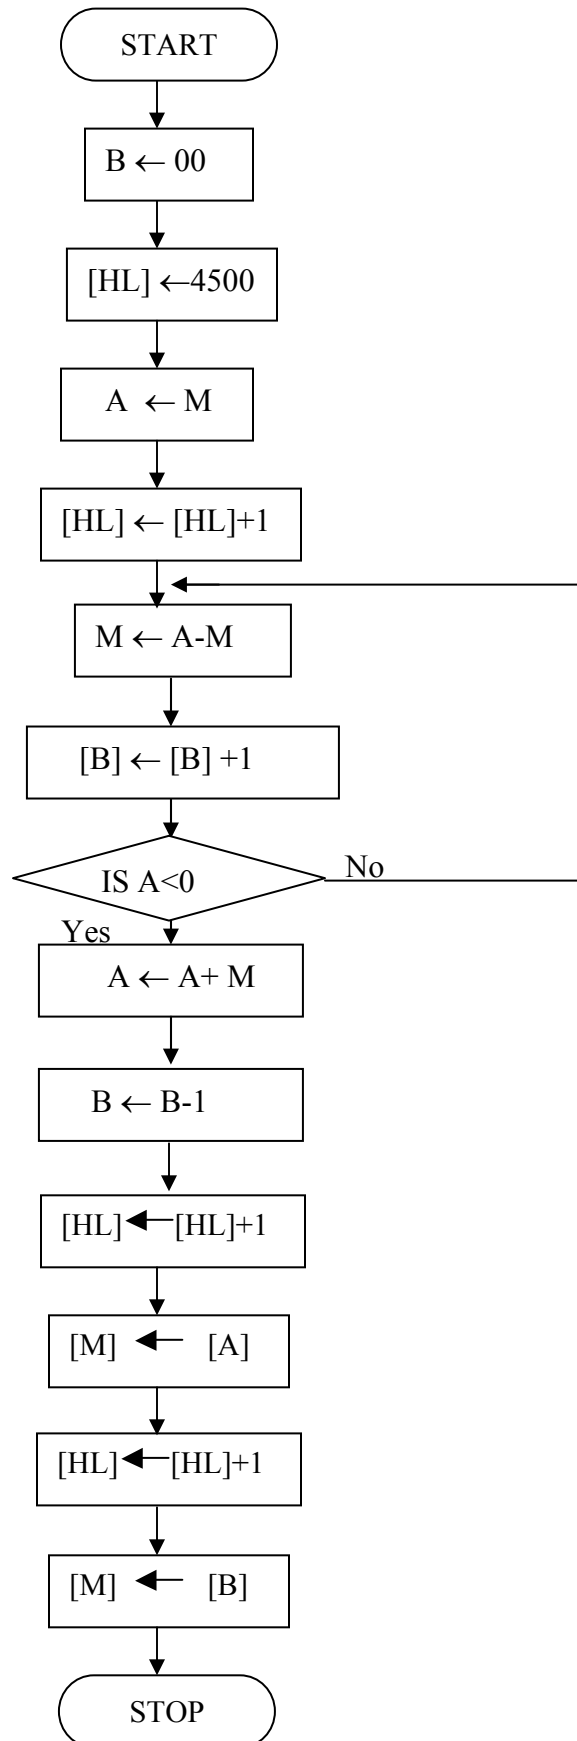 START
B ← 00
[HL] ←4500
A ← M
[HL] ← [HL]+1
M ← A-M
[B] ← [B] +1
IS A<0
No
Yes
A ← A+ M
B ← B-1
[HL] ← [HL]+1
[M] ← [A]
[HL] ← [HL]+1
[M] ← [B]
STOP